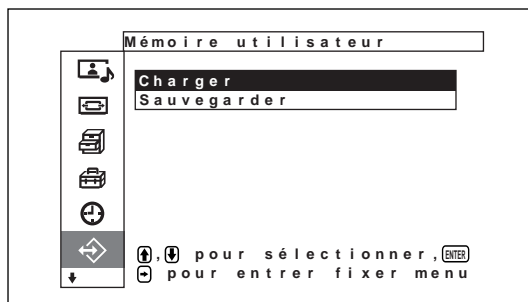 Mémoire utilisateur
Charger
Sauvegarder
, pour sélectionner, ENTER
pour entrer fixer menu